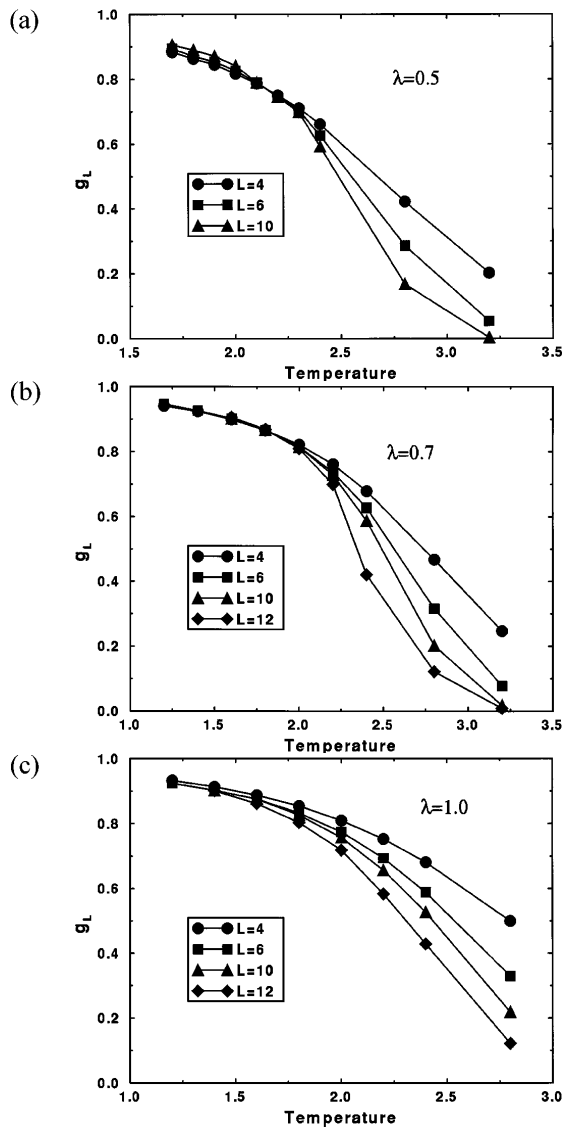 (a)
1.0
0.8
0.6
0.4
0.2
0.0
g_L
λ=0.5
L=4
L=6
L=10
1.5 2.0 2.5 3.0 3.5
Temperature
(b)
1.0
0.8
0.6
0.4
0.2
0.0
g_L
λ=0.7
L=4
L=6
L=10
L=12
1.0 1.5 2.0 2.5 3.0 3.5
Temperature
(c)
1.0
0.8
0.6
0.4
0.2
0.0
g_L
λ=1.0
L=4
L=6
L=10
L=12
1.0 1.5 2.0 2.5 3.0
Temperature